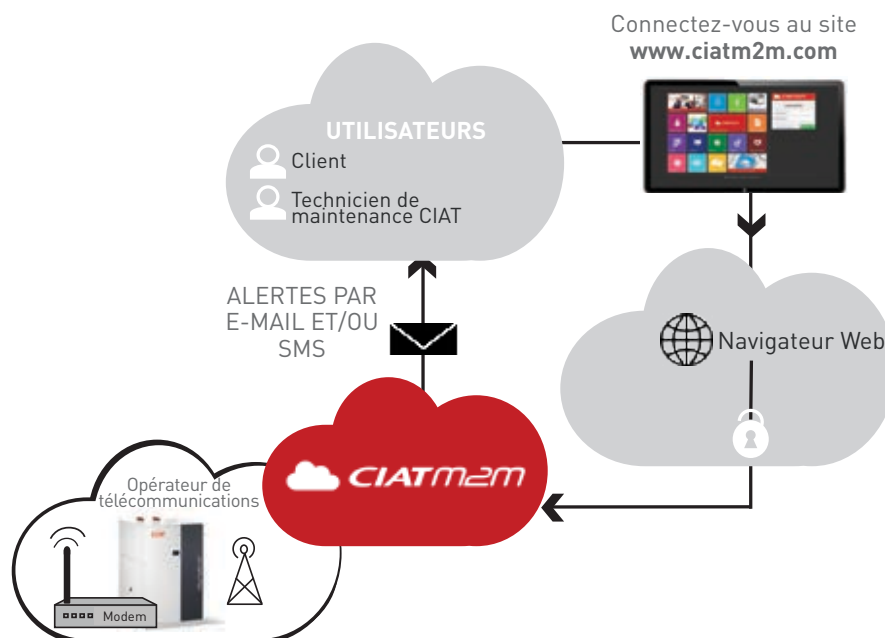 Connectez-vous au site
www.ciatm2m.com
UTILISATEURS
Client
Technicien de
maintenance CIAT
ALERTES PAR
E-MAIL ET/OU
SMS
Navigateur Web
CIATm2m
Opérateur de
télécommunications
Modem